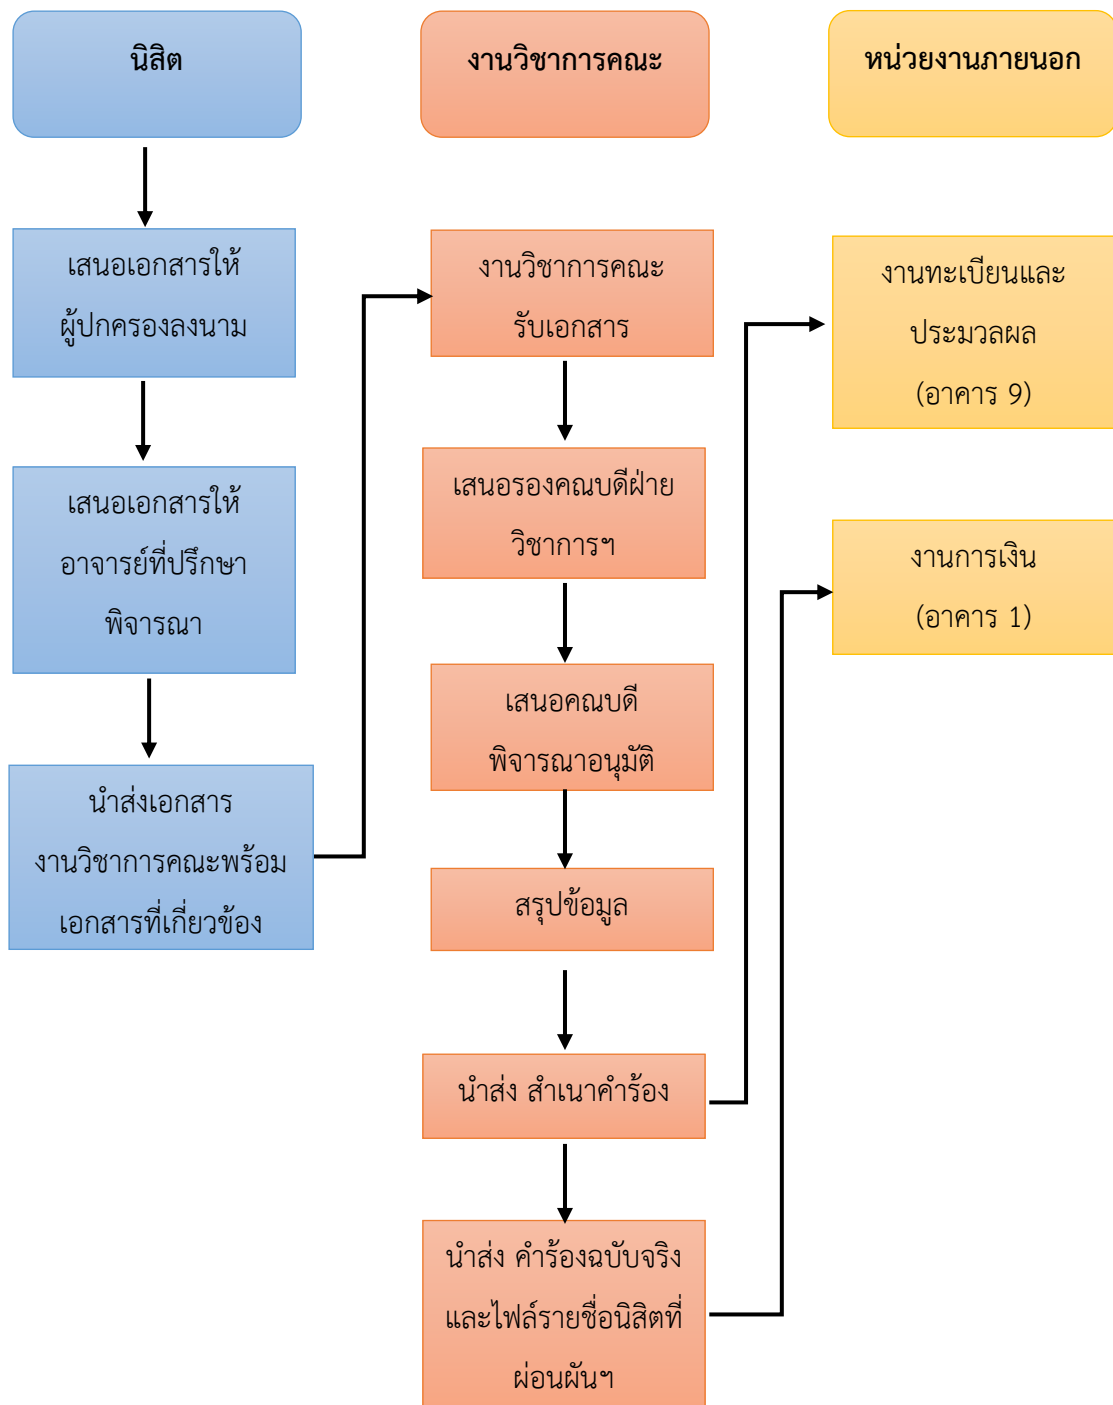 นิสิต
งานวิชาการคณะ
หน่วยงานภายนอก
เสนอเอกสารให้
ผู้ปกครองลงนาม
เสนอเอกสารให้
อาจารย์ที่ปรึกษา
พิจารณา
นำส่งเอกสาร
งานวิชาการคณะพร้อม
เอกสารที่เกี่ยวข้อง
งานวิชาการคณะ
รับเอกสาร
เสนอรองคณบดีฝ่าย
วิชาการฯ
เสนอคณบดี
พิจารณาอนุมัติ
สรุปข้อมูล
นำส่ง สำเนาคำร้อง
นำส่ง คำร้องฉบับจริง
และไฟล์รายชื่อนิสิตที่
ผ่อนผันฯ
งานทะเบียนและ
ประมวลผล
(อาคาร 9)
งานการเงิน
(อาคาร 1)